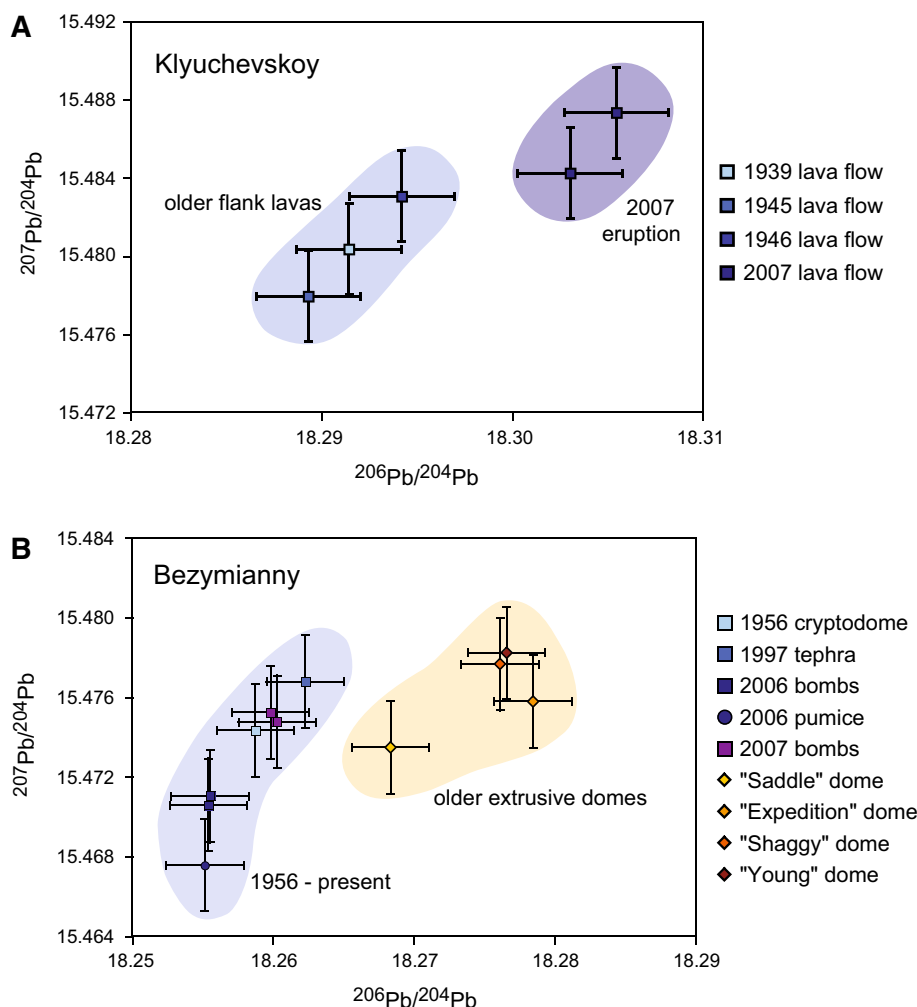 A
Klyuchevskoy
15.492
15.488
15.484
15.480
15.476
15.472
207Pb/204Pb
older flank lavas
2007
eruption
1939 lava flow
1945 lava flow
1946 lava flow
2007 lava flow
18.28
18.29
18.30
18.31
206Pb/204Pb
B
Bezymianny
15.484
15.480
15.476
15.472
15.468
15.464
207Pb/204Pb
older extrusive domes
1956 - present
1956 cryptodome
1997 tephra
2006 bombs
2006 pumice
2007 bombs
"Saddle" dome
"Expedition" dome
"Shaggy" dome
"Young" dome
18.25
18.26
18.27
18.28
18.29
206Pb/204Pb